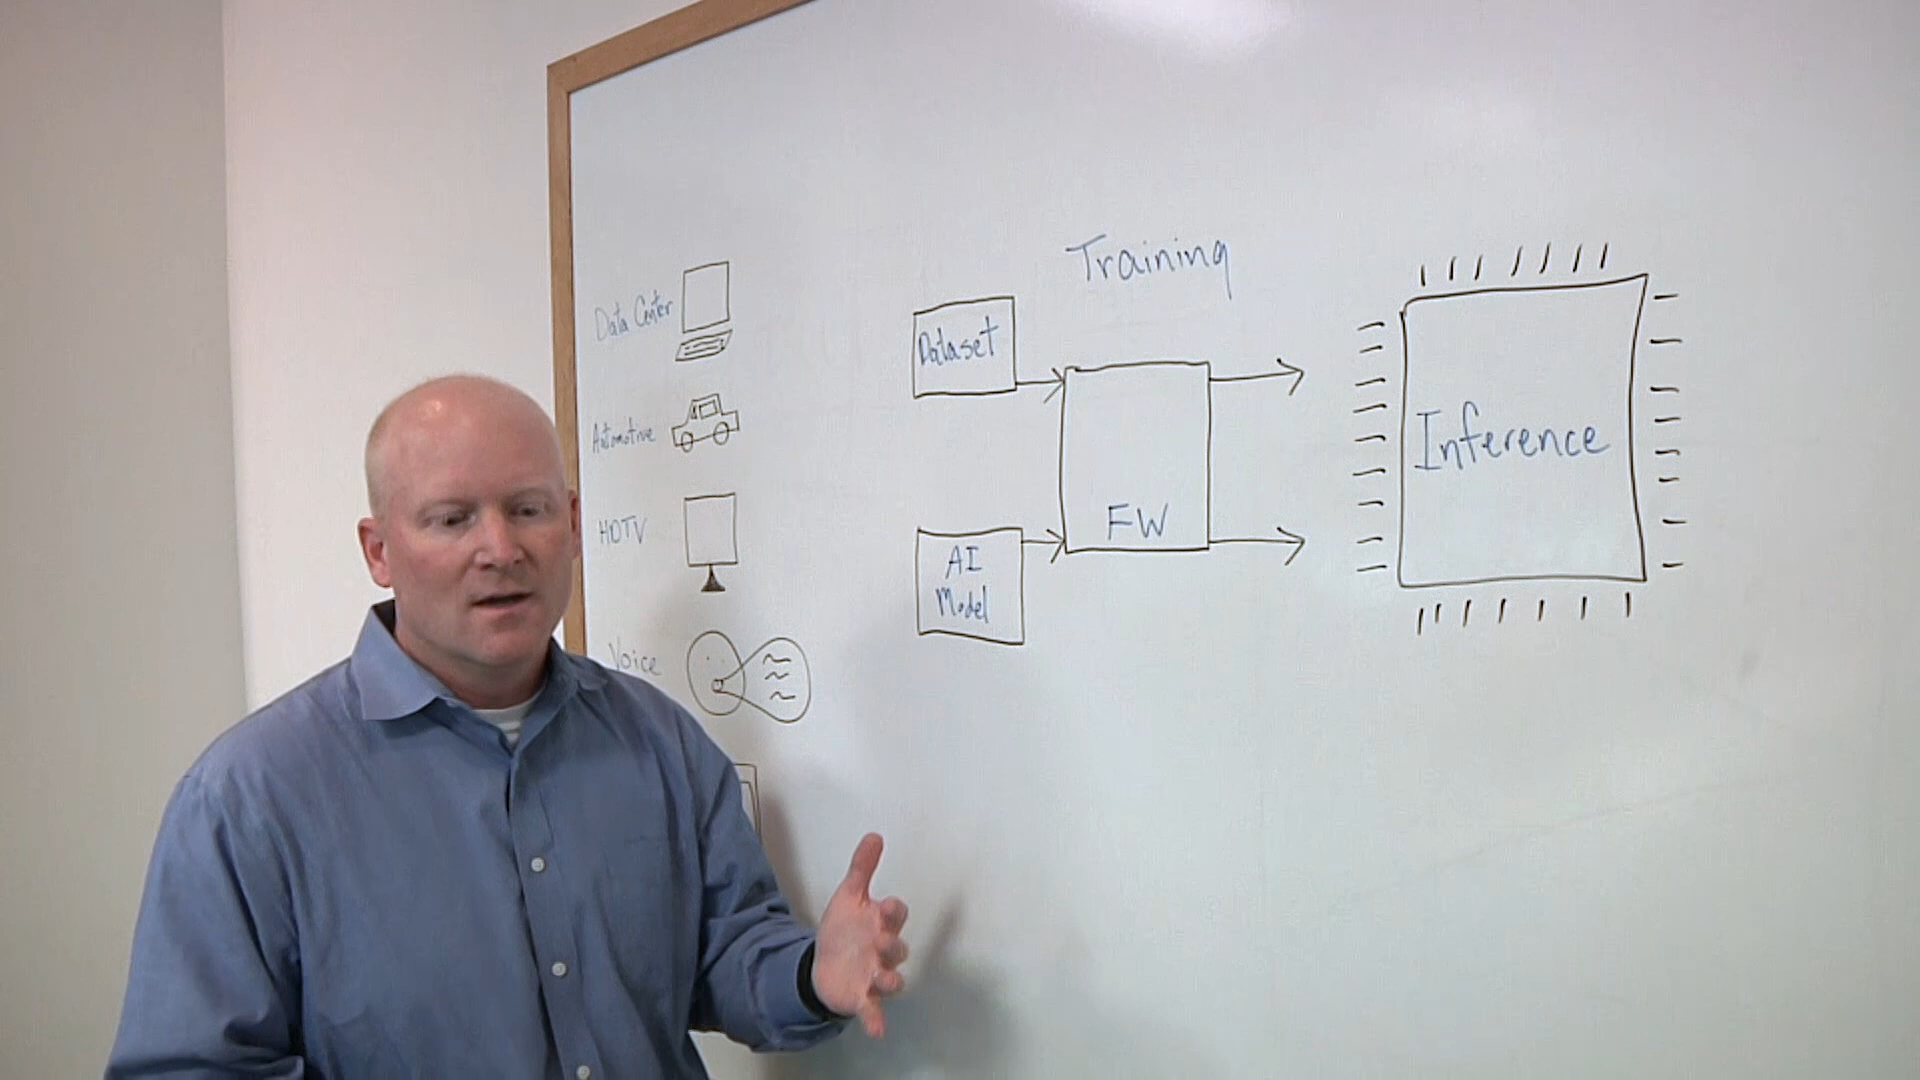 Data Center
Automotive
HDTV
Voice
Training
Dataset
AI
Model
FW
Inference